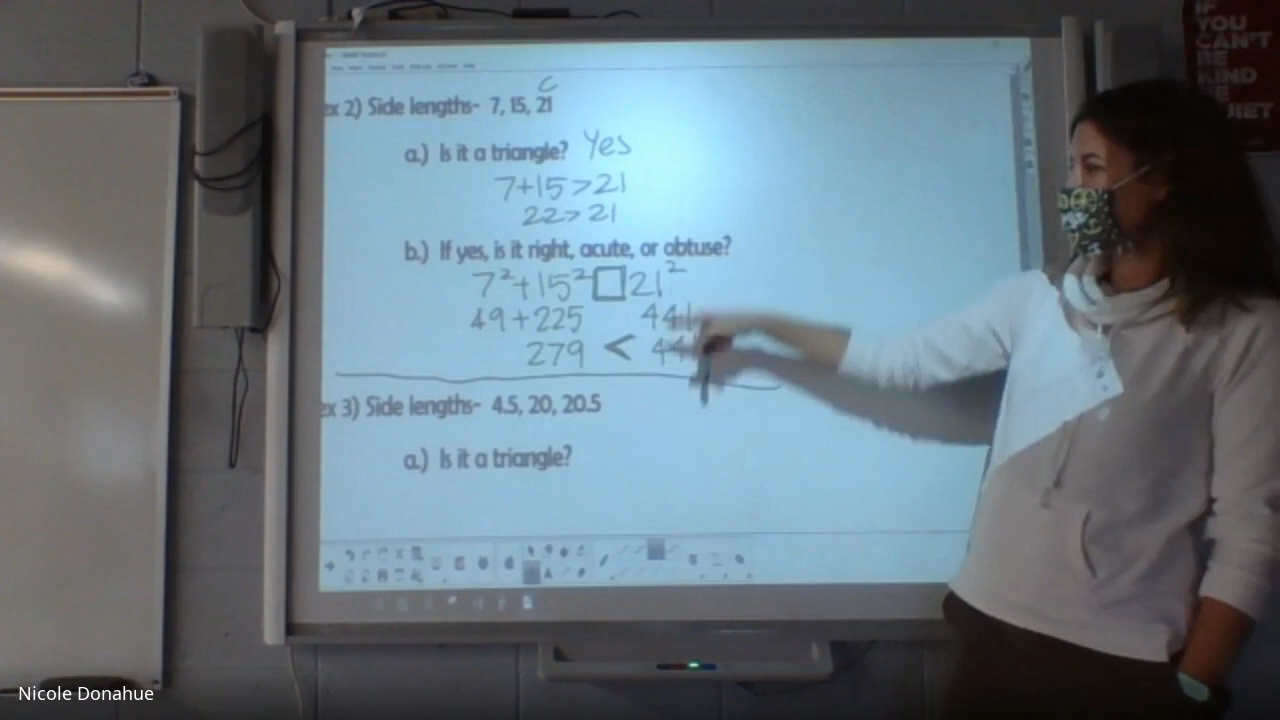 IF
YOU
CAN'T
BE
KIND
BE
QUIET
ex 2) Side lengths- 7, 15, 21
c
a.) Is it a triangle? Yes
7+15>21
22>21
b.) If yes, is it right, acute, or obtuse?
7²+15² □ 21²
49+225 441
279 < 441
ex 3) Side lengths- 4.5, 20, 20.5
a.) Is it a triangle?
Nicole Donahue